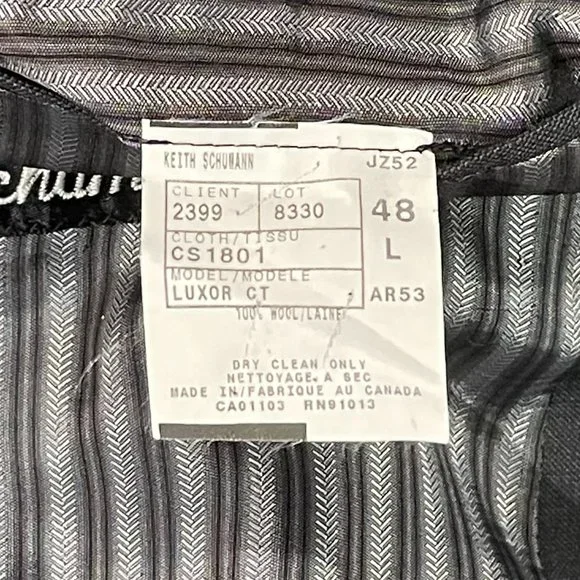 KEITH SCHUMANN JZ52
CLIENT LOT
2399 8330 48
CLOTH/TISSU
CS1801 L
MODEL/MODELE
LUXOR CT AR53
100% WOOL/LAINE
DRY CLEAN ONLY
NETTOYAGE A SEC
MADE IN/FABRIQUE AU CANADA
CA01103 RN91013